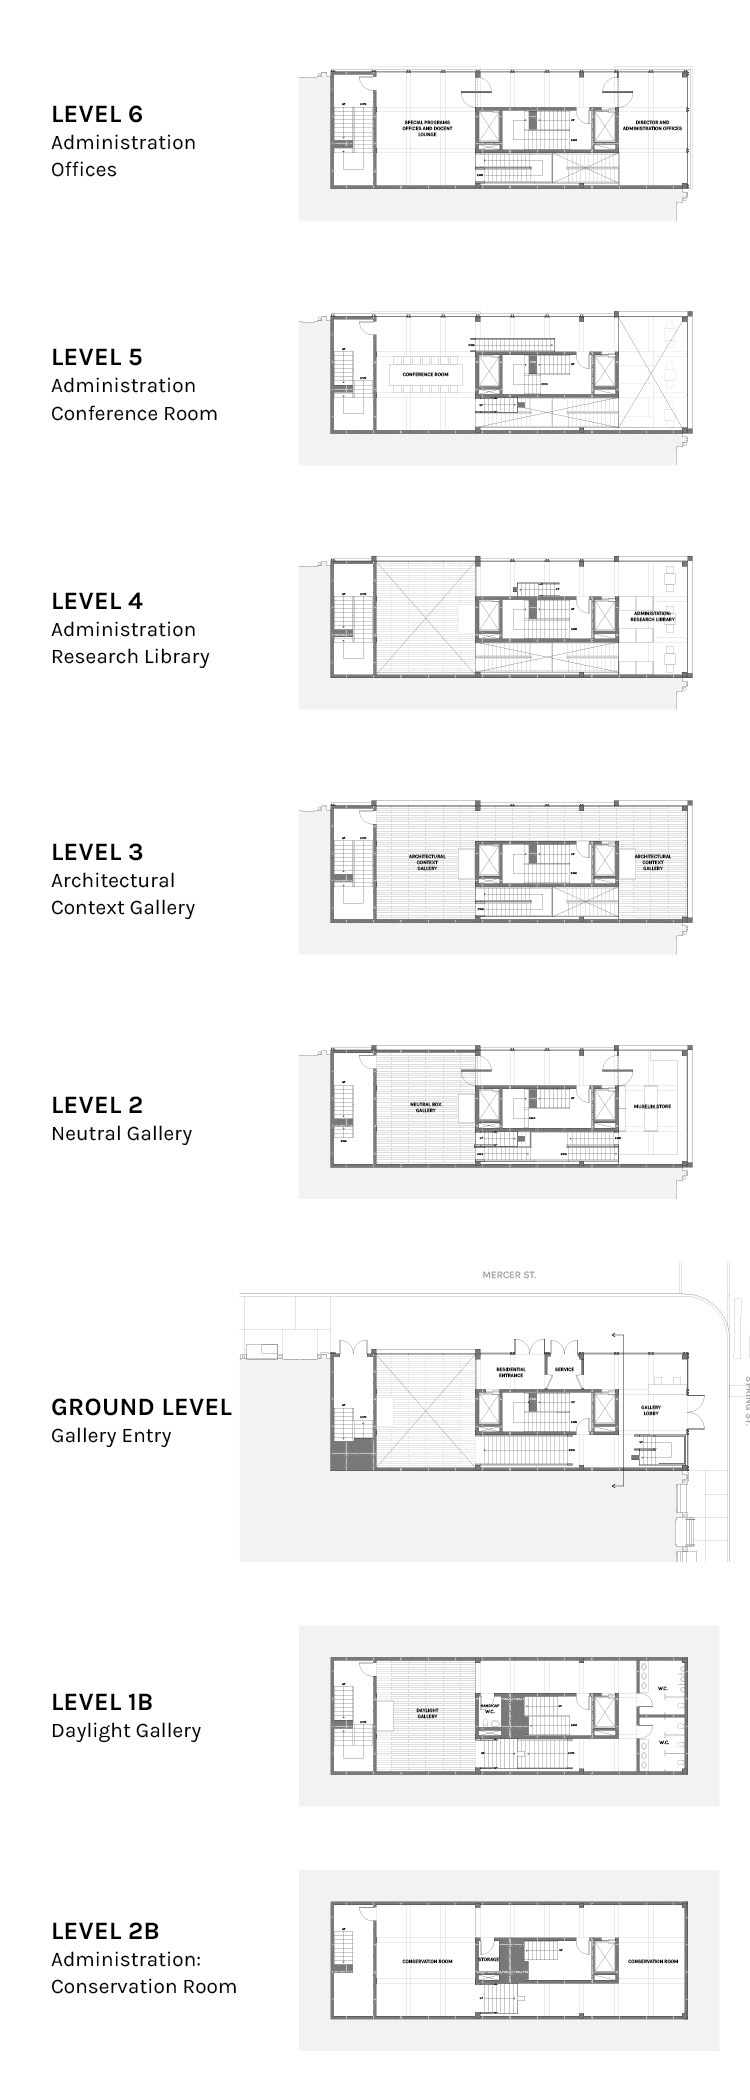 LEVEL 6
Administration
Offices
SPECIAL PROGRAMS
OFFICES AND DOCENT
LOUNGE
DIRECTOR AND
ADMINISTRATION OFFICES
LEVEL 5
Administration
Conference Room
CONFERENCE ROOM
LEVEL 4
Administration
Research Library
RESEARCH LIBRARY
LEVEL 3
Architectural
Context Gallery
ARCHITECTURAL
CONTEXT
GALLERY
ARCHITECTURAL
CONTEXT
GALLERY
LEVEL 2
Neutral Gallery
NEUTRAL BOX
GALLERY
MUSEUM STORE
MERCER ST.
SPRING ST.
GROUND LEVEL
Gallery Entry
RESIDENTIAL
ENTRANCE
SERVICE
GALLERY
LOBBY
LEVEL 1B
Daylight Gallery
DAYLIGHT
GALLERY
HANDICAP
W.C.
W.C.
W.C.
LEVEL 2B
Administration:
Conservation Room
CONSERVATION ROOM
STORAGE
CONSERVATION ROOM